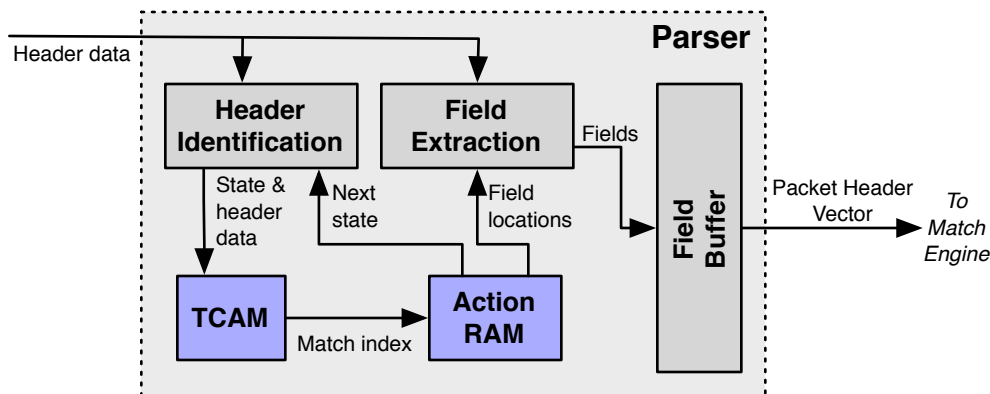 Parser
Header data
Header
Identification
Field
Extraction
Fields
State &
header
data
Next
state
Field
locations
Field
Buffer
Packet Header
Vector
To
Match
Engine
TCAM
Match index
Action
RAM